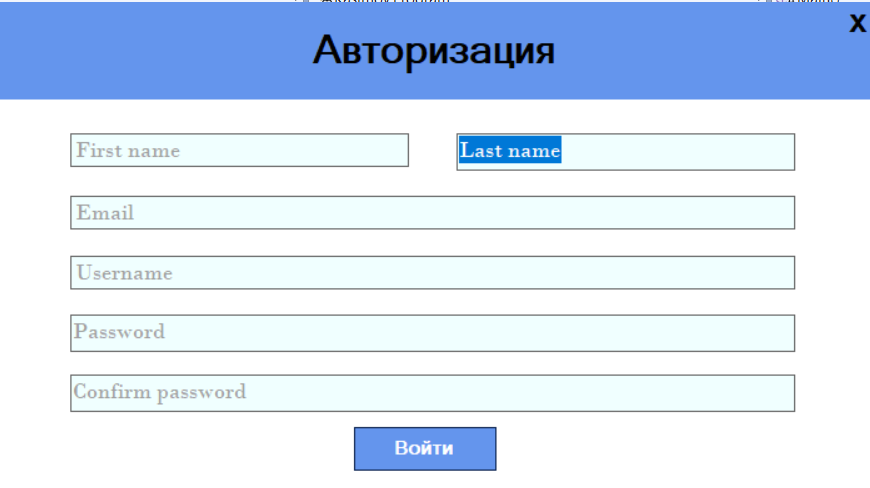 x
Авторизация
First name Last name
Email
Username
Password
Confirm password
Войти